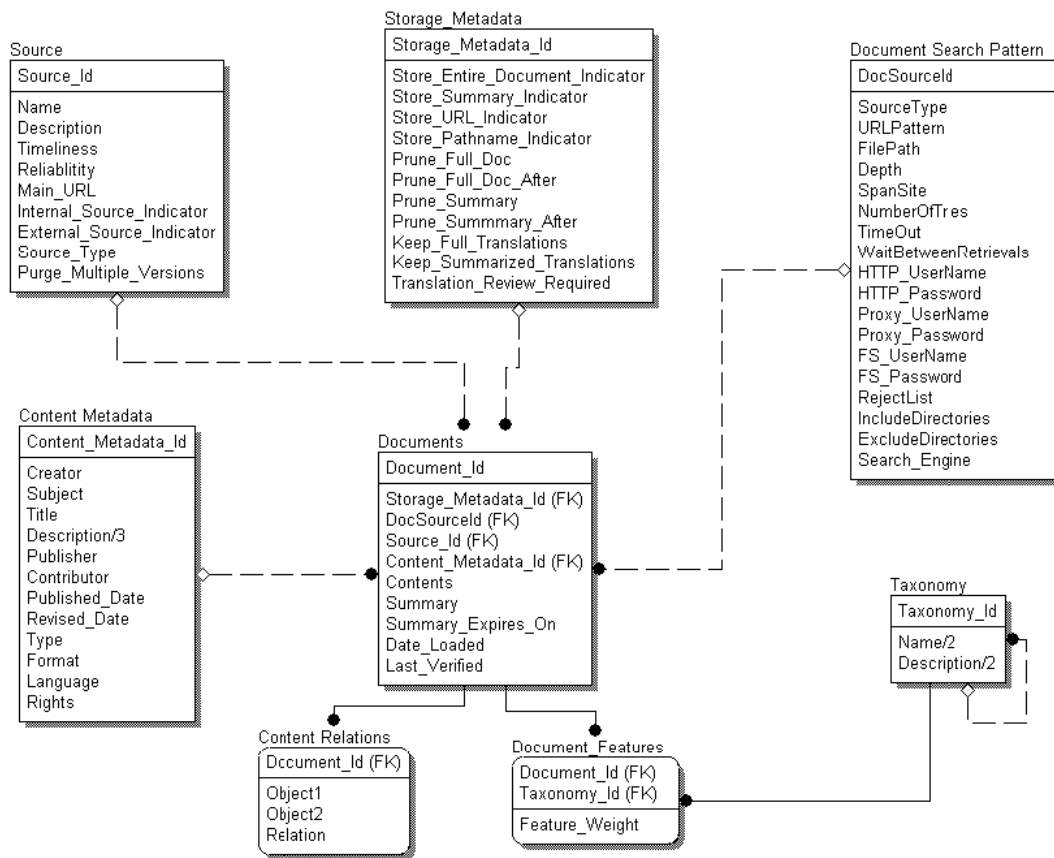 Source
Source_Id
Name
Description
Timeliness
Reliablitity
Main_URL
Internal_Source_Indicator
External_Source_Indicator
Source_Type
Purge_Multiple_Versions
Storage_Metadata
Storage_Metadata_Id
Store_Entire_Document_Indicator
Store_Summary_Indicator
Store_URL_Indicator
Store_Pathname_Indicator
Prune_Full_Doc
Prune_Full_Doc_After
Prune_Summary
Prune_Summmary_After
Keep_Full_Translations
Keep_Summarized_Translations
Translation_Review_Required
Document Search Pattern
DocSourceId
SourceType
URLPattern
FilePath
Depth
SpanSite
NumberOfTres
TimeOut
WaitBetweenRetrievals
HTTP_UserName
HTTP_Password
Proxy_UserName
Proxy_Password
FS_UserName
FS_Password
RejectList
IncludeDirectories
ExcludeDirectories
Search_Engine
Content Metadata
Content_Metadata_Id
Creator
Subject
Title
Description/3
Publisher
Contributor
Published_Date
Revised_Date
Type
Format
Language
Rights
Documents
Document_Id
Storage_Metadata_Id (FK)
DocSourceId (FK)
Source_Id (FK)
Content_Metadata_Id (FK)
Contents
Summary
Summary_Expires_On
Date_Loaded
Last_Verified
Taxonomy
Taxonomy_Id
Name/2
Description/2
Content Relations
Document_Id (FK)
Object1
Object2
Relation
Document_Features
Document_Id (FK)
Taxonomy_Id (FK)
Feature_Weight